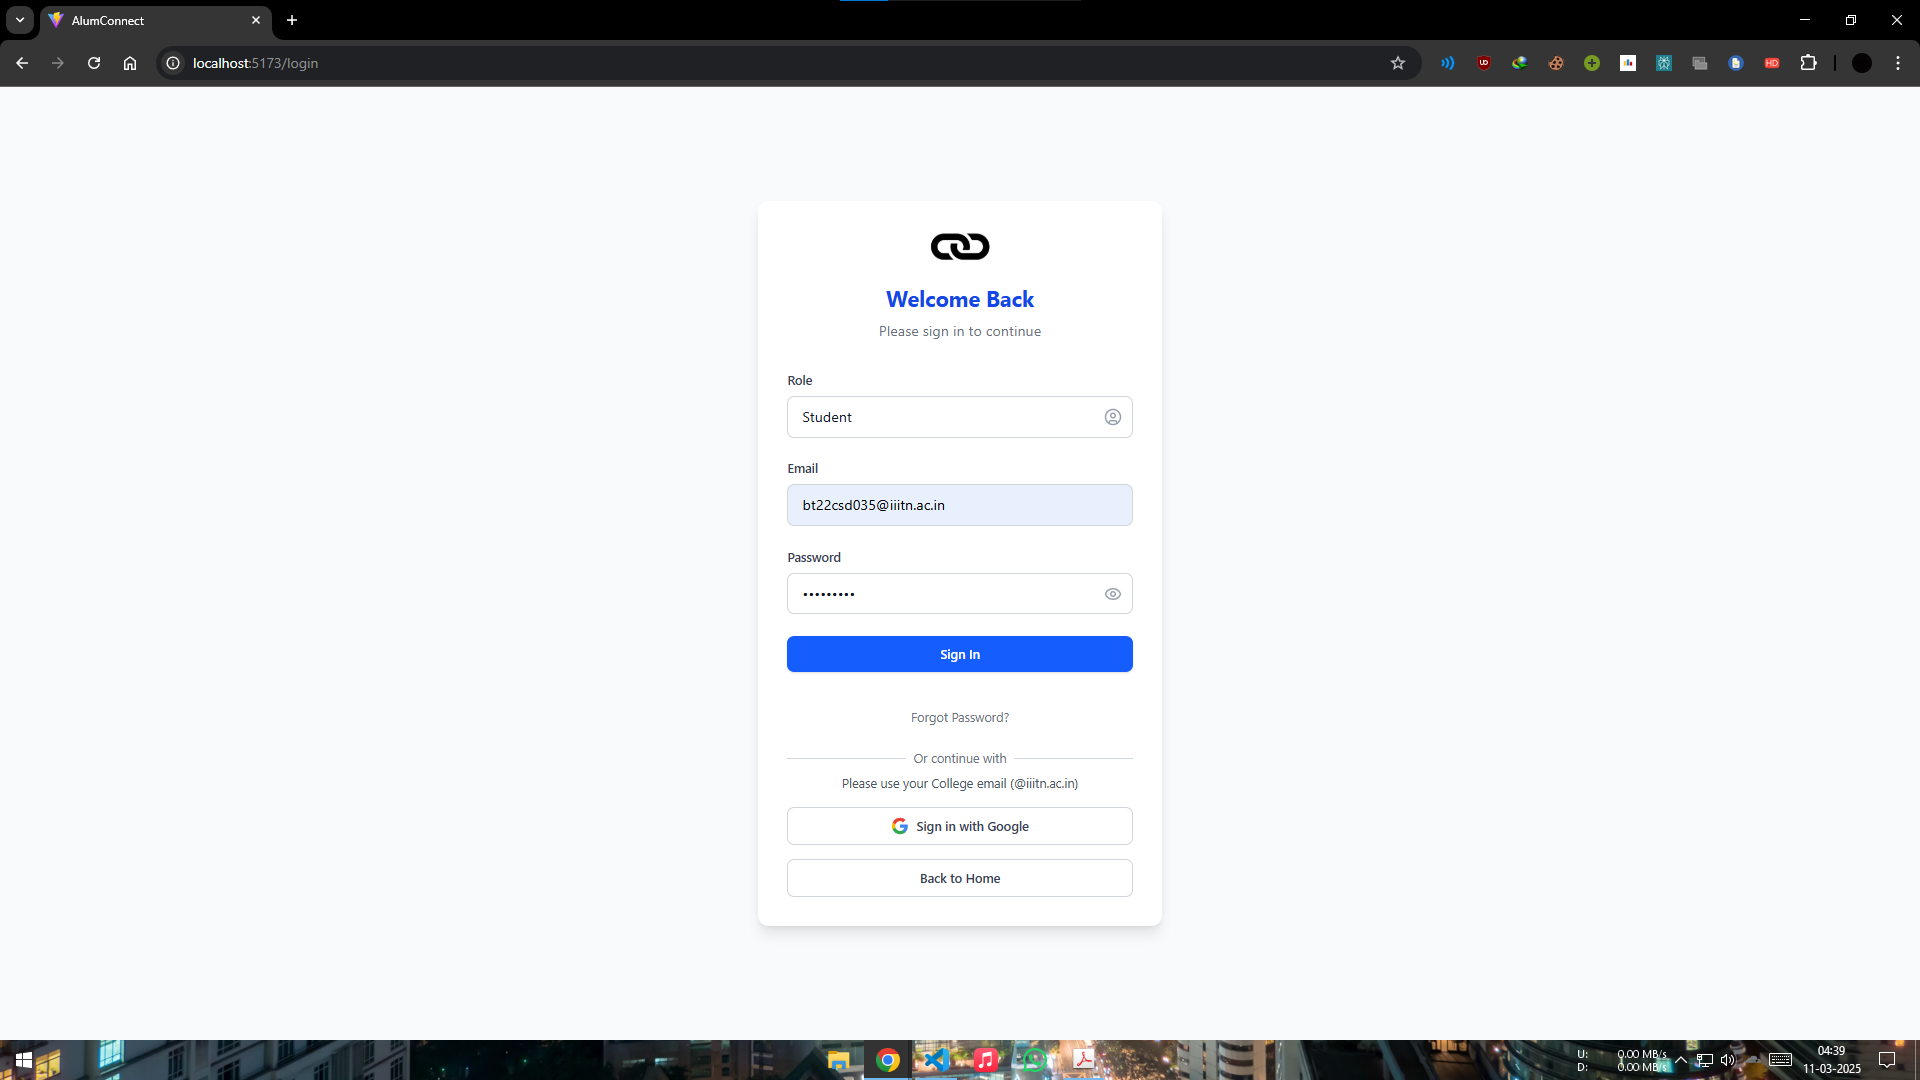 AlumConnect
localhost:5173/login
Welcome Back
Please sign in to continue
Role
Student
Email
bt22csd035@iiitn.ac.in
Password
•••••••••
Sign In
Forgot Password?
Or continue with
Please use your College email (@iiitn.ac.in)
Sign in with Google
Back to Home
U: 0.00 MB/s
D: 0.00 MB/s
04:39
11-03-2025